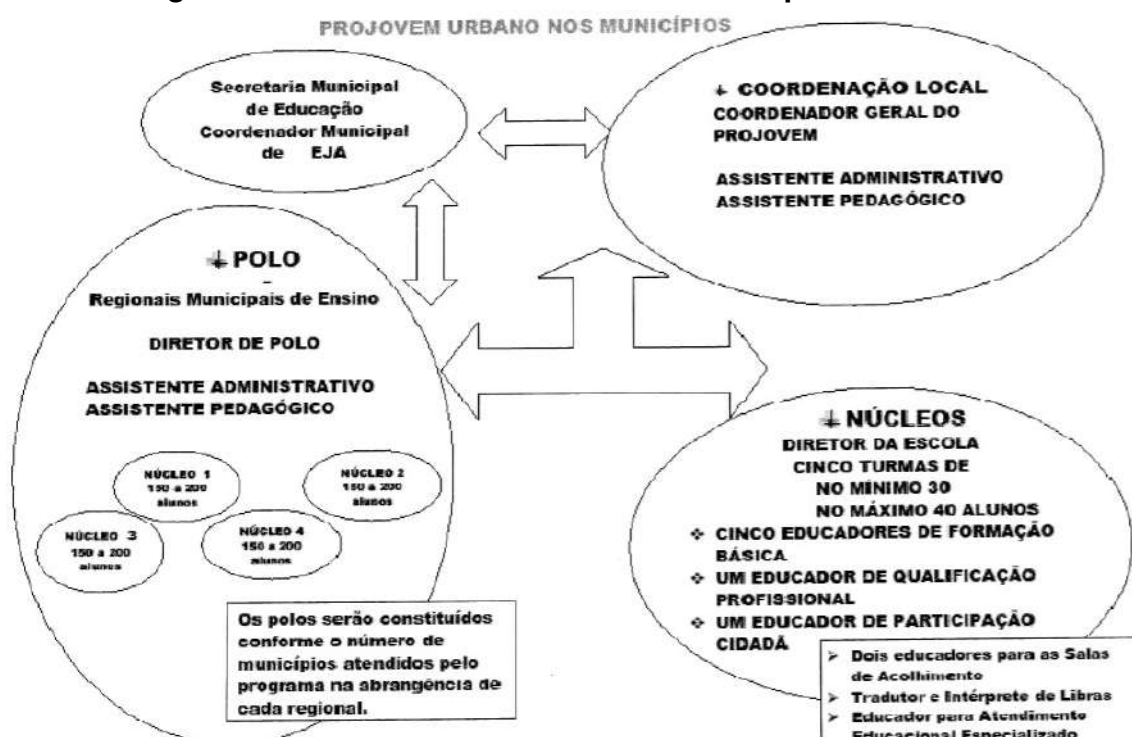 PROJOVEM URBANO NOS MUNICÍPIOS
Secretaria Municipal
de Educação
Coordenador Municipal
de EJA
COORDENAÇÃO LOCAL
COORDENADOR GERAL DO
PROJOVEM
ASSISTENTE ADMINISTRATIVO
ASSISTENTE PEDAGÓGICO
POLO
–
Regionais Municipais de Ensino
DIRETOR DE POLO
ASSISTENTE ADMINISTRATIVO
ASSISTENTE PEDAGÓGICO
NÚCLEO 1
150 a 200
alunos
NÚCLEO 2
150 a 200
alunos
NÚCLEO 3
150 a 200
alunos
NÚCLEO 4
150 a 200
alunos
Os polos serão constituídos
conforme o número de
municípios atendidos pelo
programa na abrangência de
cada regional.
NÚCLEOS
DIRETOR DA ESCOLA
CINCO TURMAS DE
NO MÍNIMO 30
NO MÁXIMO 40 ALUNOS
❖ CINCO EDUCADORES DE FORMAÇÃO
BÁSICA
❖ UM EDUCADOR DE QUALIFICAÇÃO
PROFISSIONAL
❖ UM EDUCADOR DE PARTICIPAÇÃO
CIDADÃ
➢ Dois educadores para as Salas
de Acolhimento
➢ Tradutor e Intérprete de Libras
➢ Educador para Atendimento
Educacional Especializado